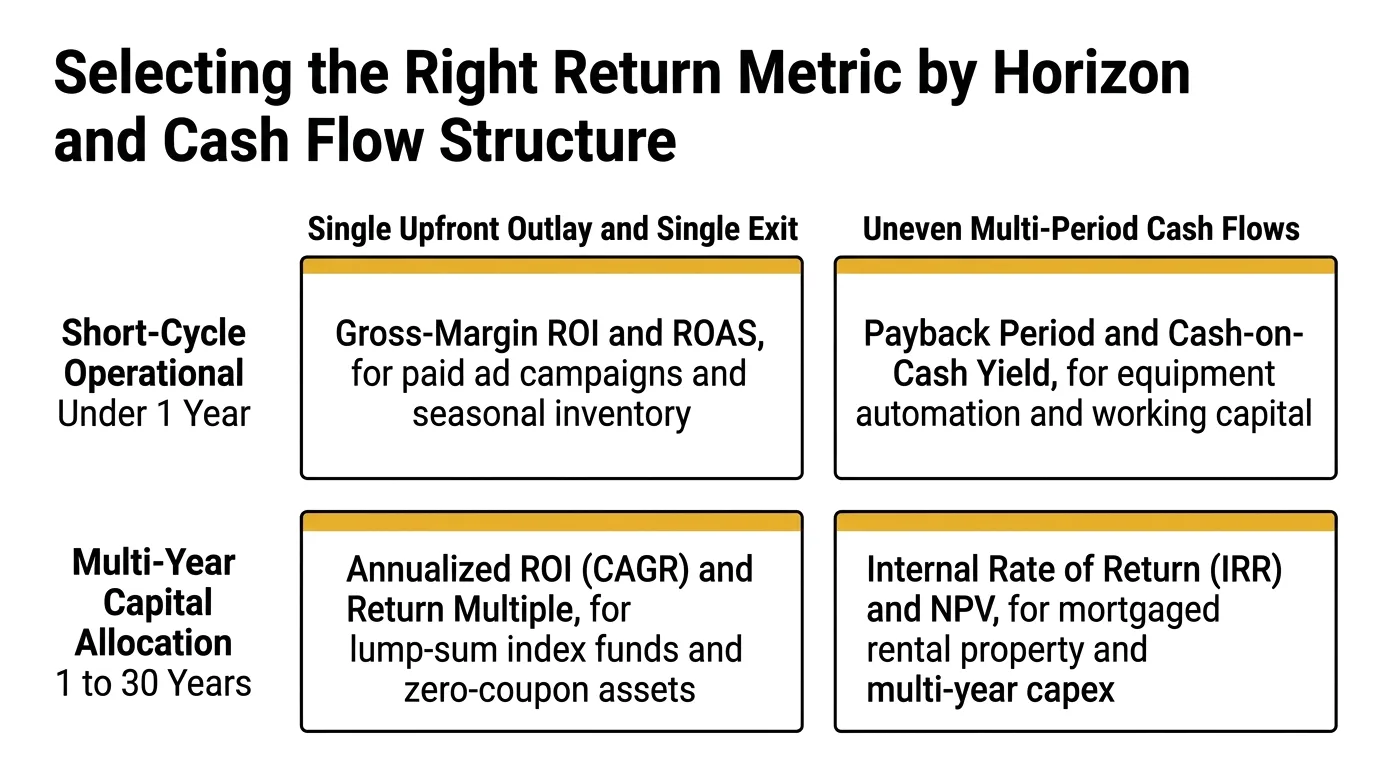 Selecting the Right Return Metric by Horizon
and Cash Flow Structure
Single Upfront Outlay and Single Exit
Uneven Multi-Period Cash Flows
Short-Cycle
Operational
Under 1 Year
Gross-Margin ROI and ROAS,
for paid ad campaigns and
seasonal inventory
Payback Period and Cash-on-
Cash Yield, for equipment
automation and working capital
Multi-Year
Capital
Allocation
1 to 30 Years
Annualized ROI (CAGR) and
Return Multiple, for
lump-sum index funds and
zero-coupon assets
Internal Rate of Return (IRR)
and NPV, for mortgaged
rental property and
multi-year capex